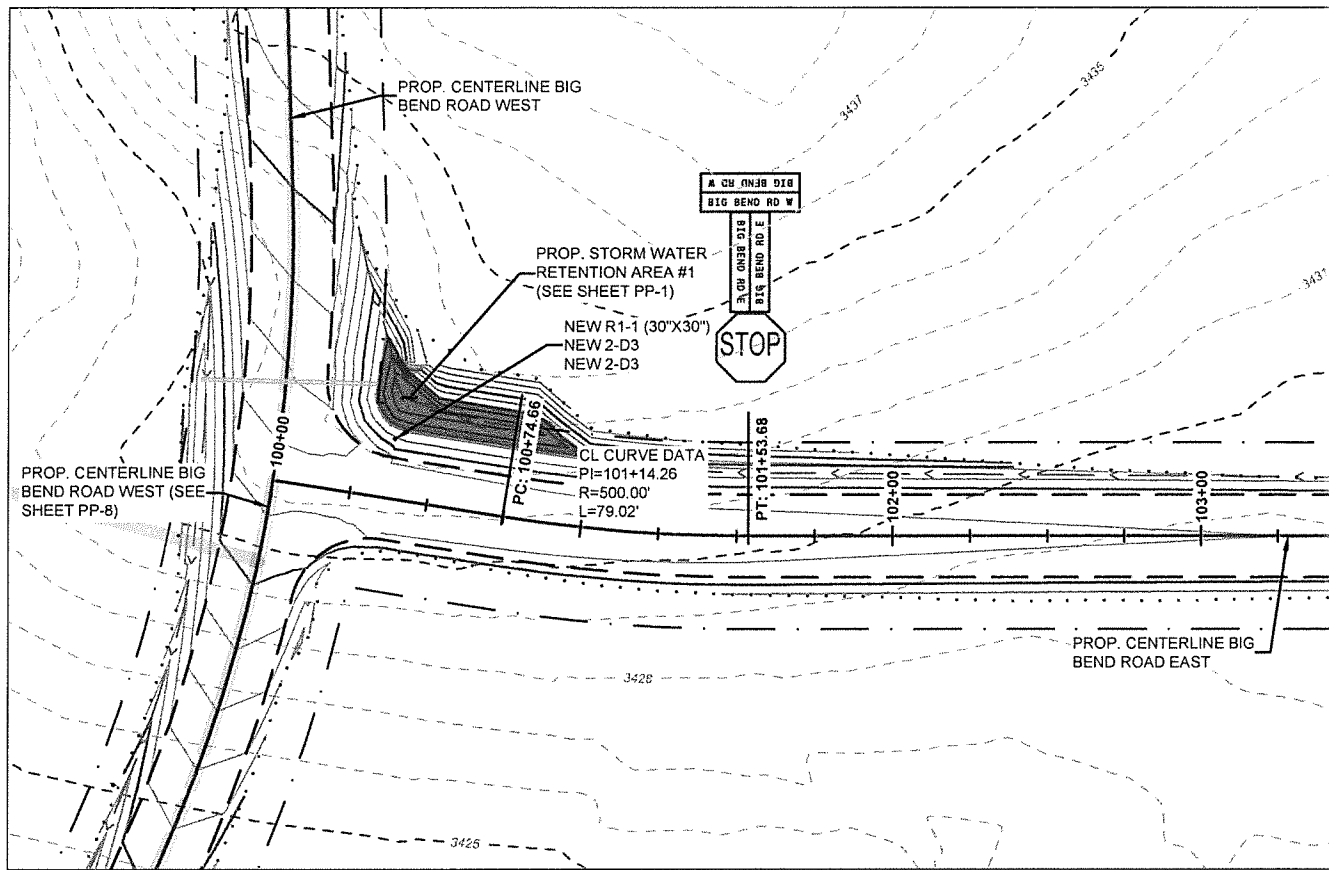 PROP. CENTERLINE BIG
BEND ROAD WEST
3435
3437
BIG BEND RD W
BIG BEND RD W
BIG BEND RD E
BIG BEND RD E
STOP
PROP. STORM WATER
RETENTION AREA #1
(SEE SHEET PP-1)
NEW R1-1 (30"X30")
NEW 2-D3
NEW 2-D3
3431
100+00
PC: 100+74.66
CL CURVE DATA
PI=101+14.26
R=500.00'
L=79.02'
PT: 101+53.68
102+00
103+00
PROP. CENTERLINE BIG
BEND ROAD WEST (SEE
SHEET PP-8)
PROP. CENTERLINE BIG
BEND ROAD EAST
3428
3425